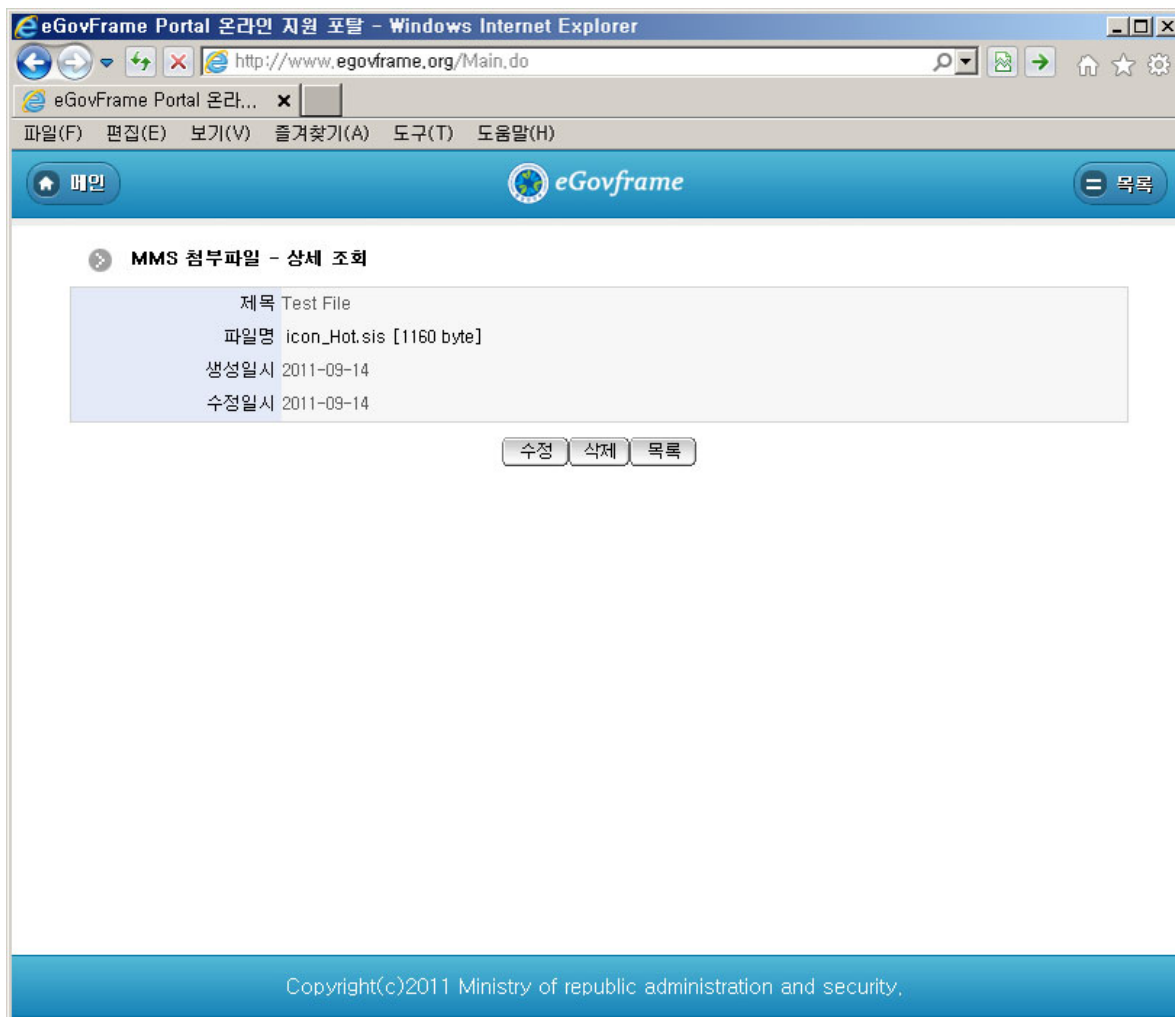 eGovFrame Portal 온라인 지원 포탈 - Windows Internet Explorer
http://www.egovframe.org/Main.do
eGovFrame Portal 온라...
파일(F) 편집(E) 보기(V) 즐겨찾기(A) 도구(T) 도움말(H)
메인 eGovframe 목록
MMS 첨부파일 - 상세 조회
제목 Test File
파일명 icon_Hot.sis [1160 byte]
생성일시 2011-09-14
수정일시 2011-09-14
수정 삭제 목록
Copyright(c)2011 Ministry of republic administration and security.